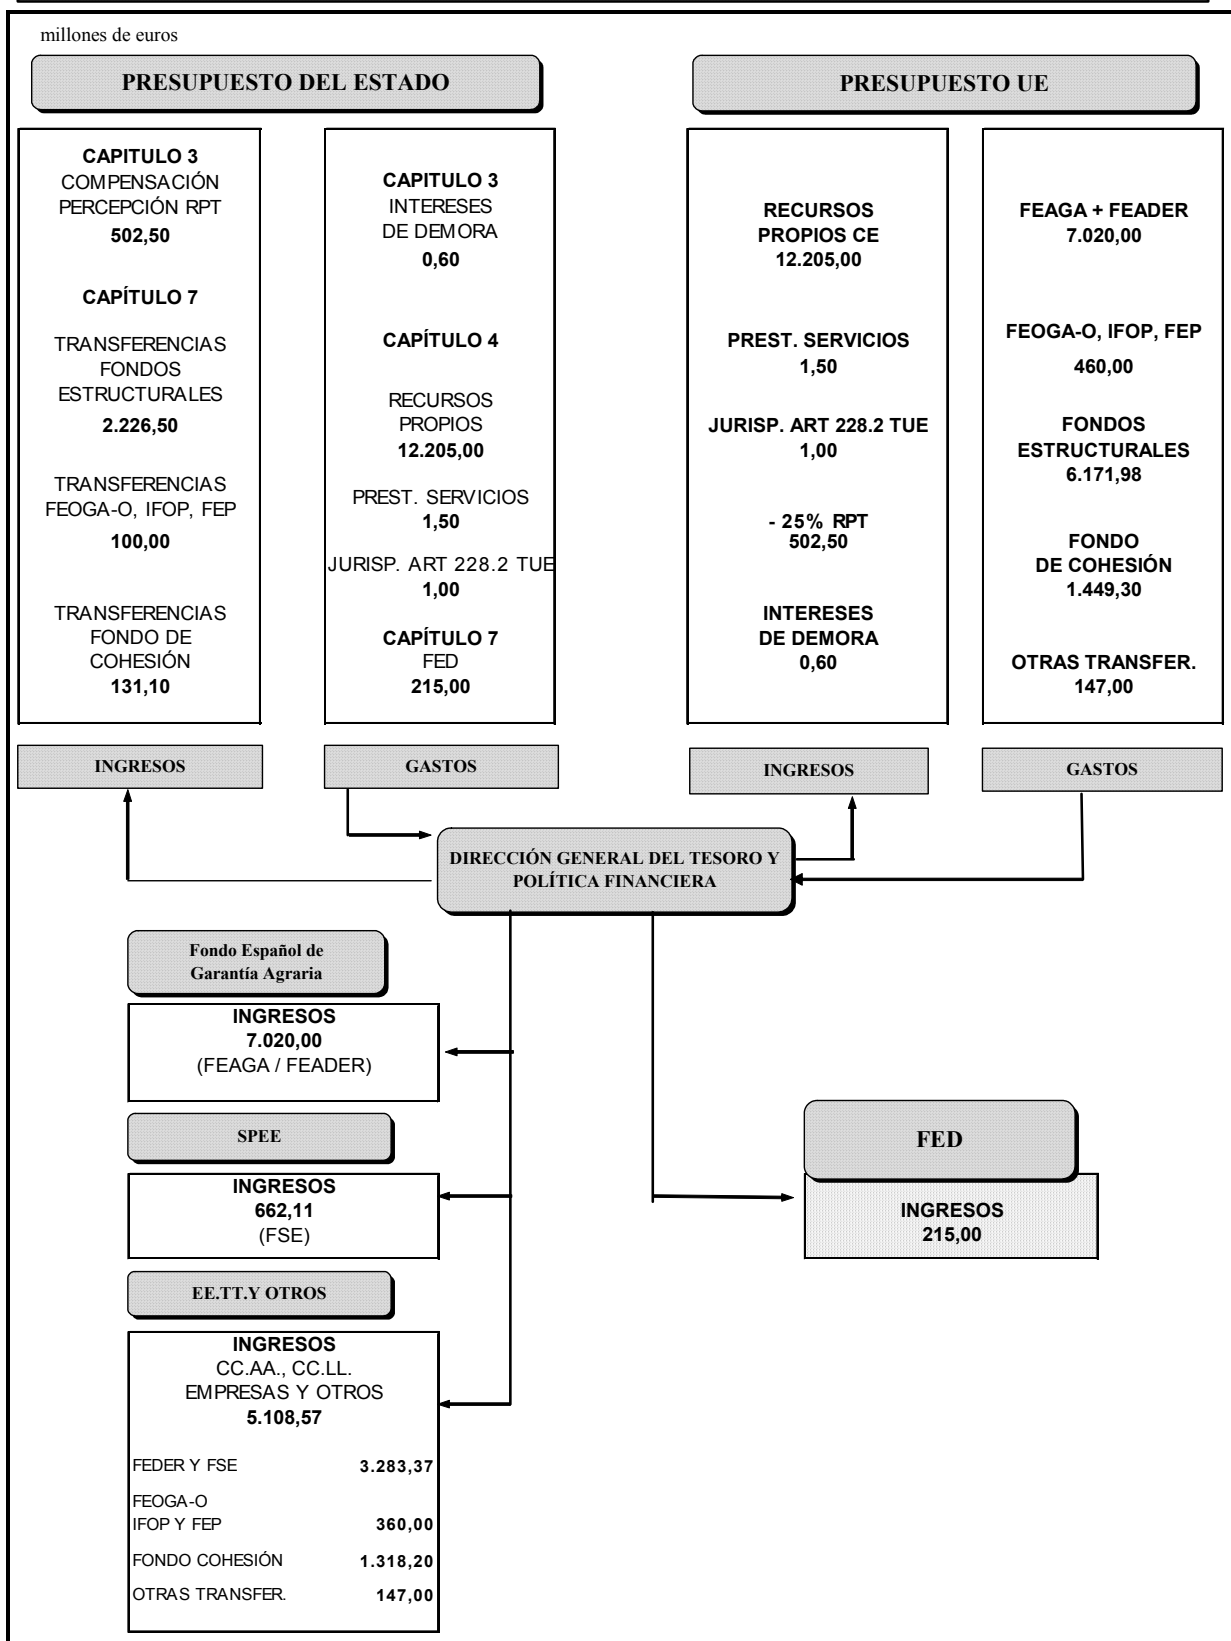 millones de euros
PRESUPUESTO DEL ESTADO
PRESUPUESTO UE
CAPITULO 3
COMPENSACIÓN
PERCEPCIÓN RPT
502,50
CAPÍTULO 7
TRANSFERENCIAS
FONDOS
ESTRUCTURALES
2.226,50
TRANSFERENCIAS
FEOGA-O, IFOP, FEP
100,00
TRANSFERENCIAS
FONDO DE
COHESIÓN
131,10
CAPITULO 3
INTERESES
DE DEMORA
0,60
CAPÍTULO 4
RECURSOS
PROPIOS
12.205,00
PREST. SERVICIOS
1,50
JURISP. ART 228.2 TUE
1,00
CAPÍTULO 7
FED
215,00
RECURSOS
PROPIOS CE
12.205,00
PREST. SERVICIOS
1,50
JURISP. ART 228.2 TUE
1,00
- 25% RPT
502,50
INTERESES
DE DEMORA
0,60
FEAGA + FEADER
7.020,00
FEOGA-O, IFOP, FEP
460,00
FONDOS
ESTRUCTURALES
6.171,98
FONDO
DE COHESIÓN
1.449,30
OTRAS TRANSFER.
147,00
INGRESOS
GASTOS
INGRESOS
GASTOS
DIRECCIÓN GENERAL DEL TESORO Y
POLÍTICA FINANCIERA
Fondo Español de
Garantía Agraria
INGRESOS
7.020,00
(FEAGA / FEADER)
SPEE
INGRESOS
662,11
(FSE)
FED
INGRESOS
215,00
EE.TT.Y OTROS
INGRESOS
CC.AA., CC.LL.
EMPRESAS Y OTROS
5.108,57
FEDER Y FSE 3.283,37
FEOGA-O
IFOP Y FEP 360,00
FONDO COHESIÓN 1.318,20
OTRAS TRANSFER. 147,00